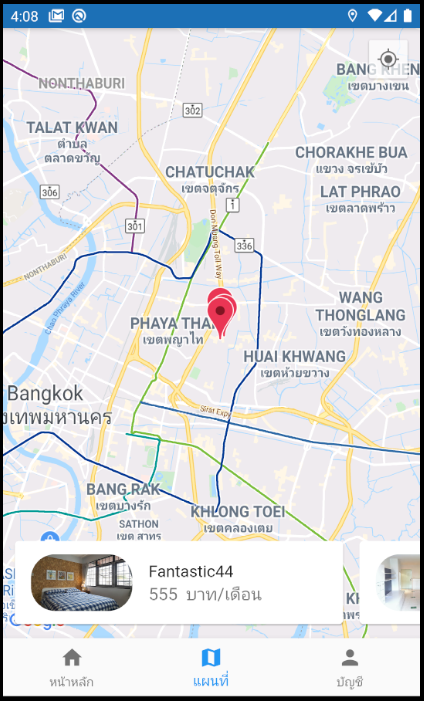 4:08
NONTHABURI
BANG KHEN
เขตบางเขน
302
TALAT KWAN
ตำบล
ตลาดขวัญ
CHORAKHE BUA
แขวง จรเข้บัว
CHATUCHAK
เขตจตุจักร
LAT PHRAO
เขตลาดพร้าว
306
1
301
Don Muang Toll Way
336
NONTHABURI
Chao Phraya River
WANG
THONGLANG
เขตวังทองหลาง
PHAYA THAI
เขตพญาไท
HUAI KHWANG
เขตห้วยขวาง
Bangkok
งเทพมหานคร
Sirat Expy
BANG RAK
เขตบางรัก
SATHON
เขต สาทร
KHLONG TOEI
เขตคลองเตย
Fantastic44
555 บาท/เดือน
Google
หน้าหลัก
แผนที่
บัญชี